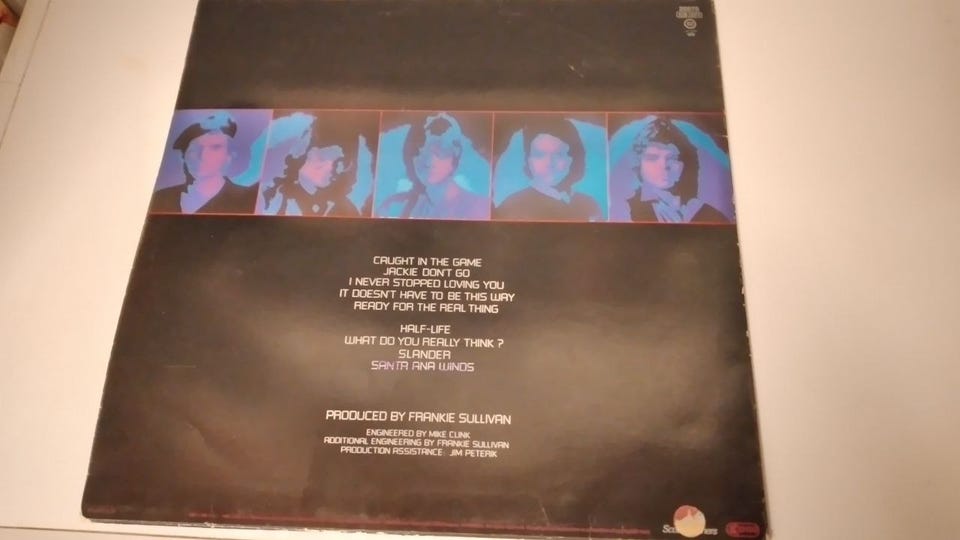 CAUGHT IN THE GAME
JACKIE DON'T GO
I NEVER STOPPED LOVING YOU
IT DOESN'T HAVE TO BE THIS WAY
READY FOR THE REAL THING
HALF-LIFE
WHAT DO YOU REALLY THINK ?
SLANDER
SANTA ANA WINDS
PRODUCED BY FRANKIE SULLIVAN
ENGINEERED BY MIKE CLINK
ADDITIONAL ENGINEERING BY FRANKIE SULLIVAN
PRODUCTION ASSISTANCE: JIM PETERIK